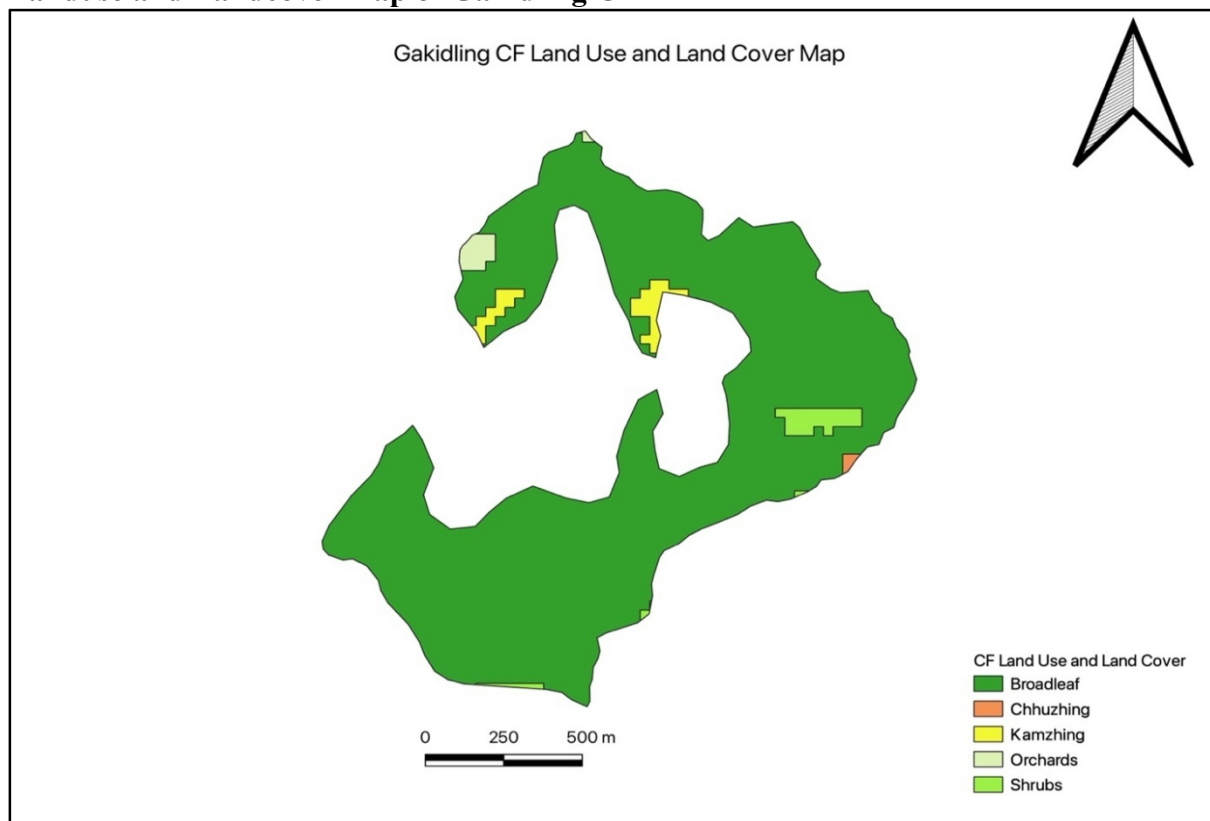 Gakidling CF Land Use and Land Cover Map
0 250 500 m
CF Land Use and Land Cover
Broadleaf
Chhuzhing
Kamzhing
Orchards
Shrubs